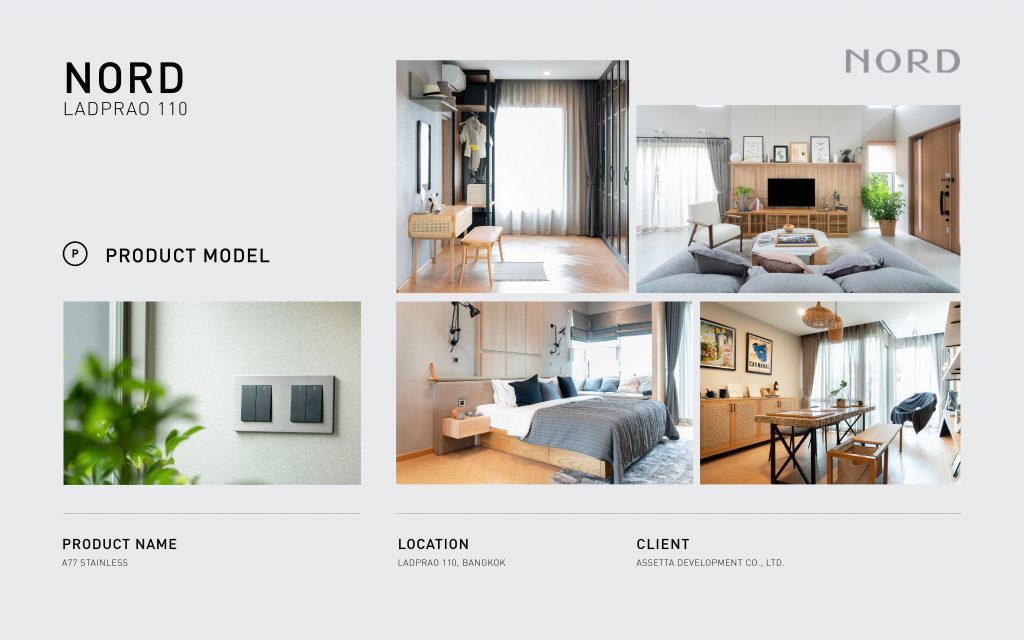 NORD
LADPRAO 110
NORD
P
PRODUCT MODEL
CARNAVAL
PRODUCT NAME
A77 STAINLESS
LOCATION
LADPRAO 110, BANGKOK
CLIENT
ASSETTA DEVELOPMENT CO., LTD.